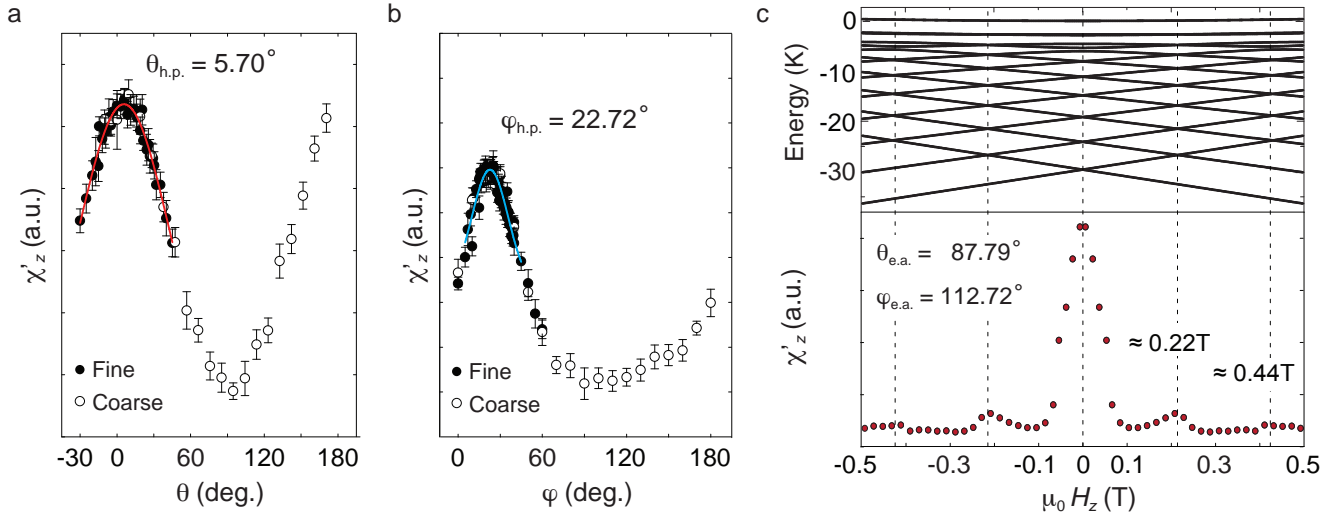 a
θh.p. = 5.70°
χ'z (a.u.)
Fine
Coarse
-30 0 60 120 180
θ (deg.)
b
φh.p. = 22.72°
χ'z (a.u.)
Fine
Coarse
0 60 120 180
φ (deg.)
c
0
-10
-20
-30
Energy (K)
θe.a. = 87.79°
φe.a. = 112.72°
≈ 0.22T
≈ 0.44T
χ'z (a.u.)
-0.5 -0.3 -0.1 0 0.1 0.3 0.5
μ0 Hz (T)